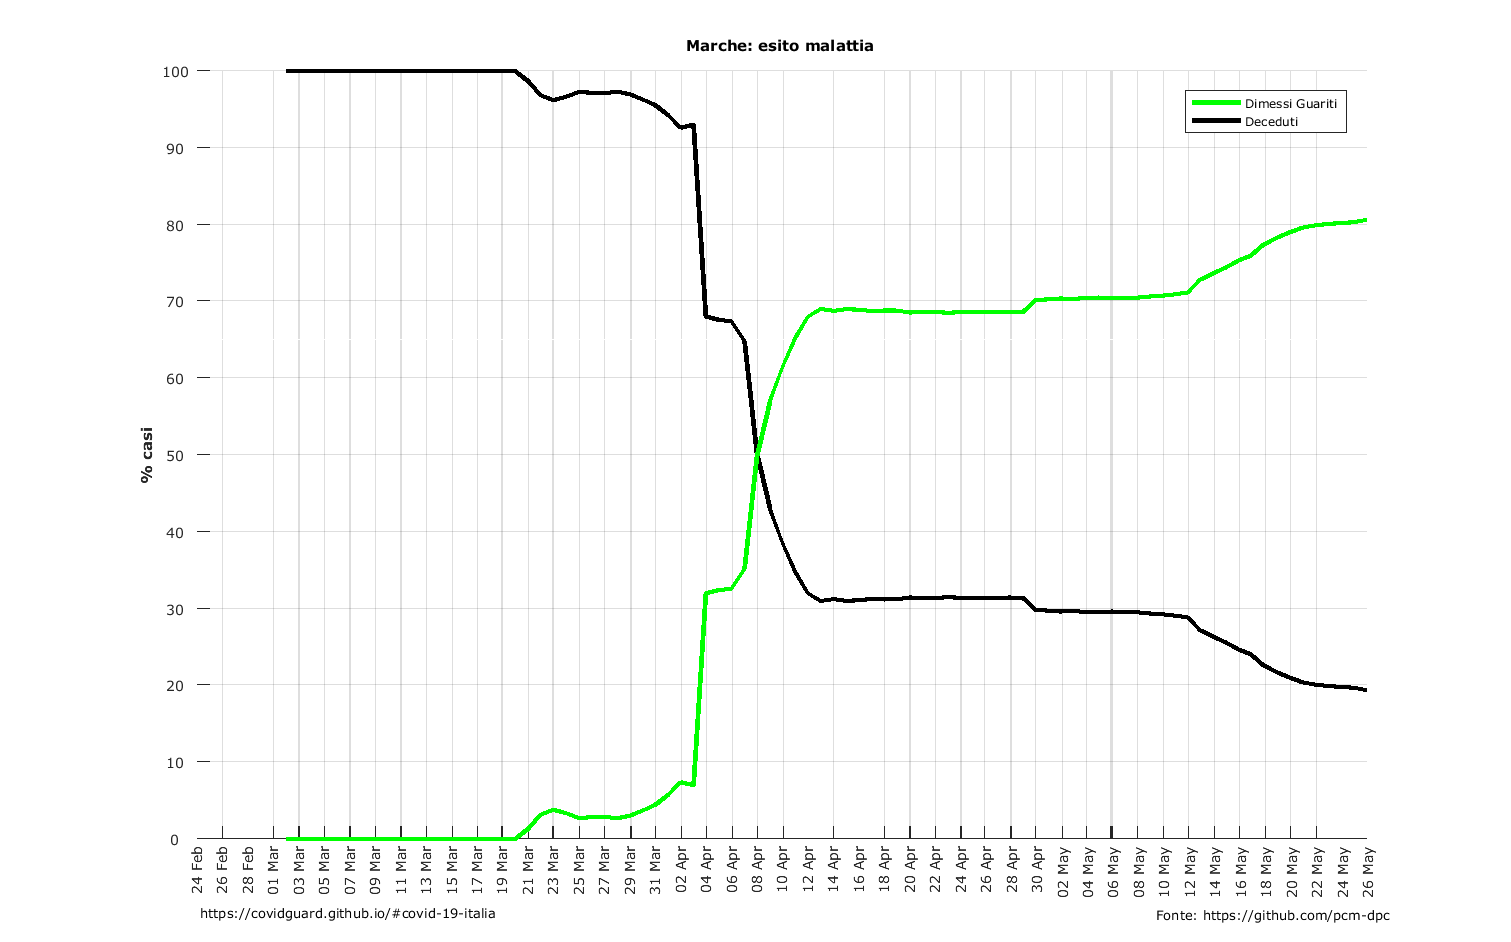 Marche: esito malattia
Dimessi Guariti
Deceduti
% casi
100
90
80
70
60
50
40
30
20
10
0
24 Feb
26 Feb
28 Feb
01 Mar
03 Mar
05 Mar
07 Mar
09 Mar
11 Mar
13 Mar
15 Mar
17 Mar
19 Mar
21 Mar
23 Mar
25 Mar
27 Mar
29 Mar
31 Mar
02 Apr
04 Apr
06 Apr
08 Apr
10 Apr
12 Apr
14 Apr
16 Apr
18 Apr
20 Apr
22 Apr
24 Apr
26 Apr
28 Apr
30 Apr
02 May
04 May
06 May
08 May
10 May
12 May
14 May
16 May
18 May
20 May
22 May
24 May
26 May
https://covidguard.github.io/#covid-19-italia
Fonte: https://github.com/pcm-dpc